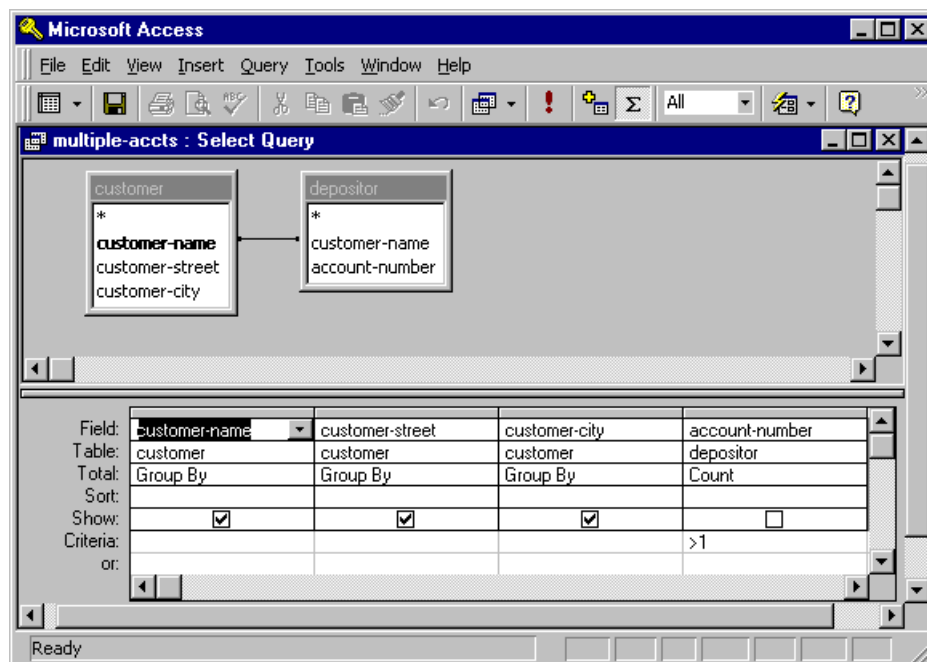 Microsoft Access
File Edit View Insert Query Tools Window Help
ABC Σ All
multiple-accts : Select Query
customer depositor
* *
customer-name customer-name
customer-street account-number
customer-city
Field: customer-name customer-street customer-city account-number
Table: customer customer customer depositor
Total: Group By Group By Group By Count
Sort:
Show:
Criteria: >1
or:
Ready